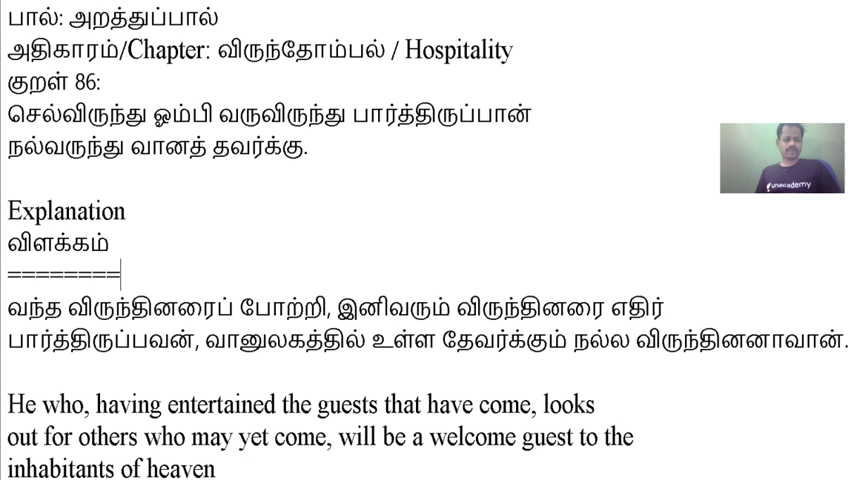 பால்: அறத்துப்பால்
அதிகாரம்/Chapter: விருந்தோம்பல் / Hospitality
குறள் 86:
செல்விருந்து ஓம்பி வருவிருந்து பார்த்திருப்பான்
நல்வருந்து வானத் தவர்க்கு.
unacademy
Explanation
விளக்கம்
========
வந்த விருந்தினரைப் போற்றி, இனிவரும் விருந்தினரை எதிர்
பார்த்திருப்பவன், வானுலகத்தில் உள்ள தேவர்க்கும் நல்ல விருந்தினனாவான்.
He who, having entertained the guests that have come, looks
out for others who may yet come, will be a welcome guest to the
inhabitants of heaven